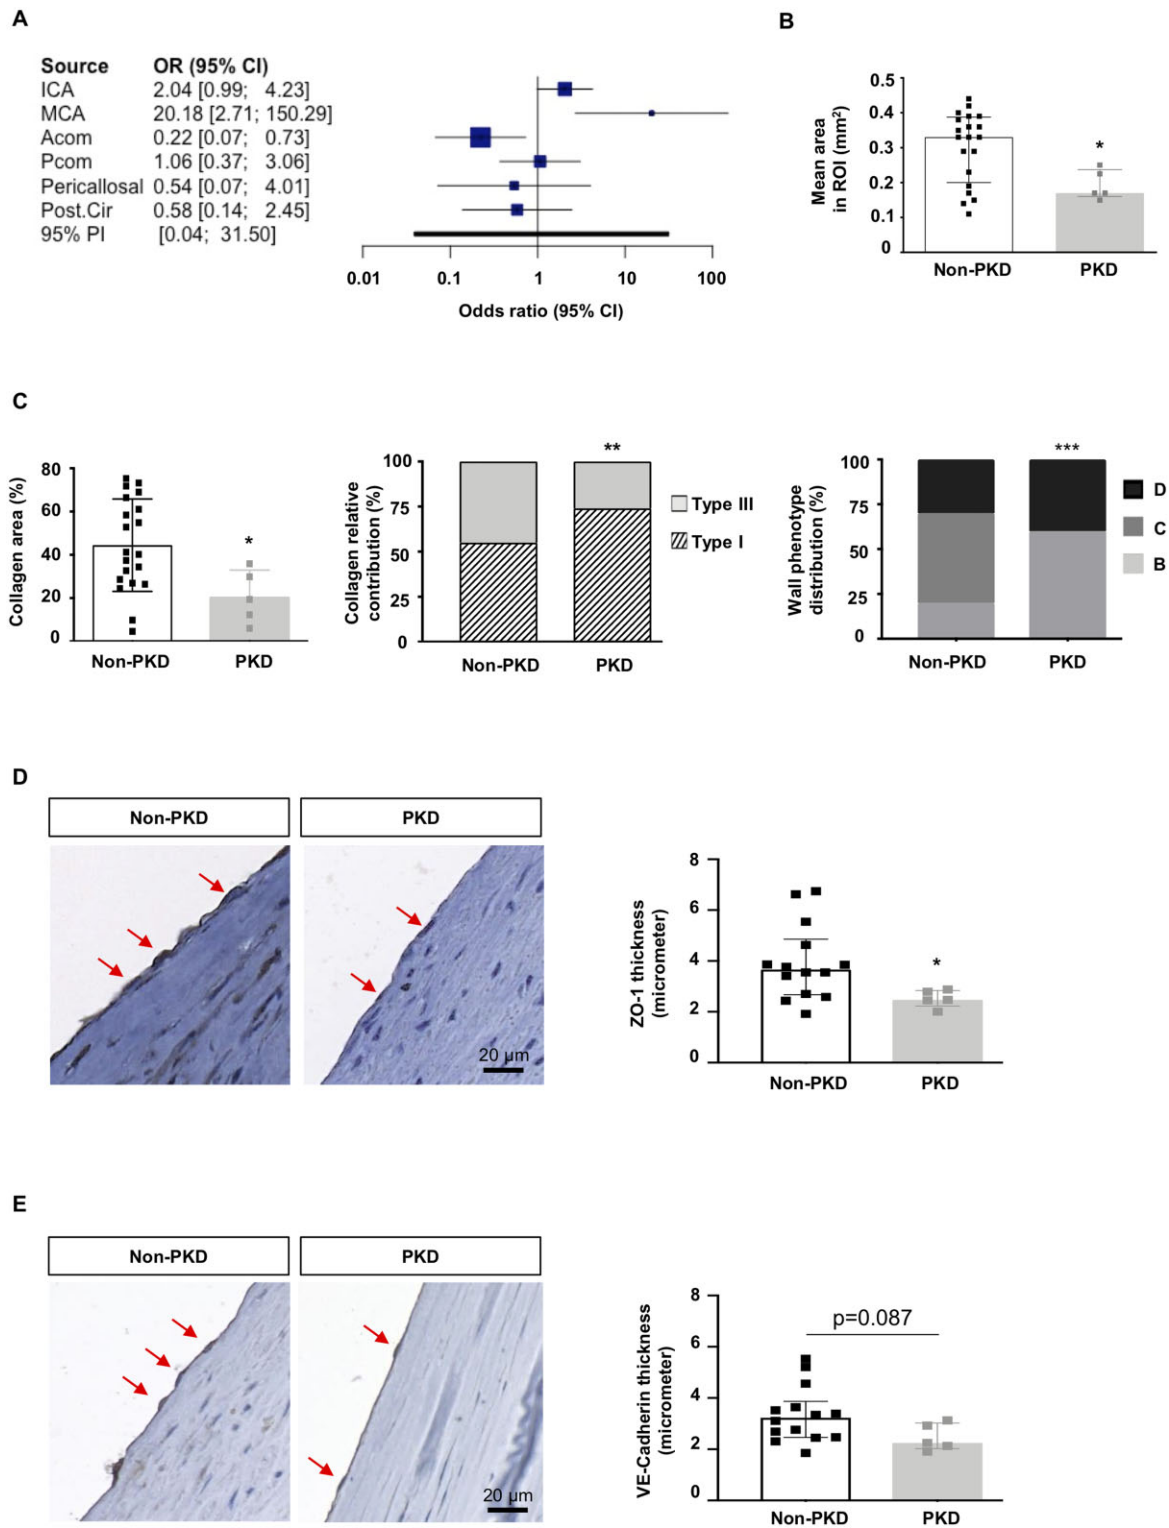 A
Source OR (95% CI)
ICA 2.04 [0.99; 4.23]
MCA 20.18 [2.71; 150.29]
Acom 0.22 [0.07; 0.73]
Pcom 1.06 [0.37; 3.06]
Pericallosal 0.54 [0.07; 4.01]
Post.Cir 0.58 [0.14; 2.45]
95% PI [0.04; 31.50]
0.01 0.1 1 10 100
Odds ratio (95% CI)
B
Mean area
in ROI (mm²)
0.5
0.4
0.3
0.2
0.1
0
*
Non-PKD PKD
C
Collagen area (%)
80
60
40
20
0
*
Non-PKD PKD
Collagen relative
contribution (%)
100
75
50
25
0
**
Non-PKD PKD
Type III
Type I
Wall phenotype
distribution (%)
100
75
50
25
0
***
Non-PKD PKD
D
C
B
D
Non-PKD PKD
20 µm
ZO-1 thickness
(micrometer)
8
6
4
2
0
*
Non-PKD PKD
E
Non-PKD PKD
20 µm
VE-Cadherin thickness
(micrometer)
8
6
4
2
0
p=0.087
Non-PKD PKD